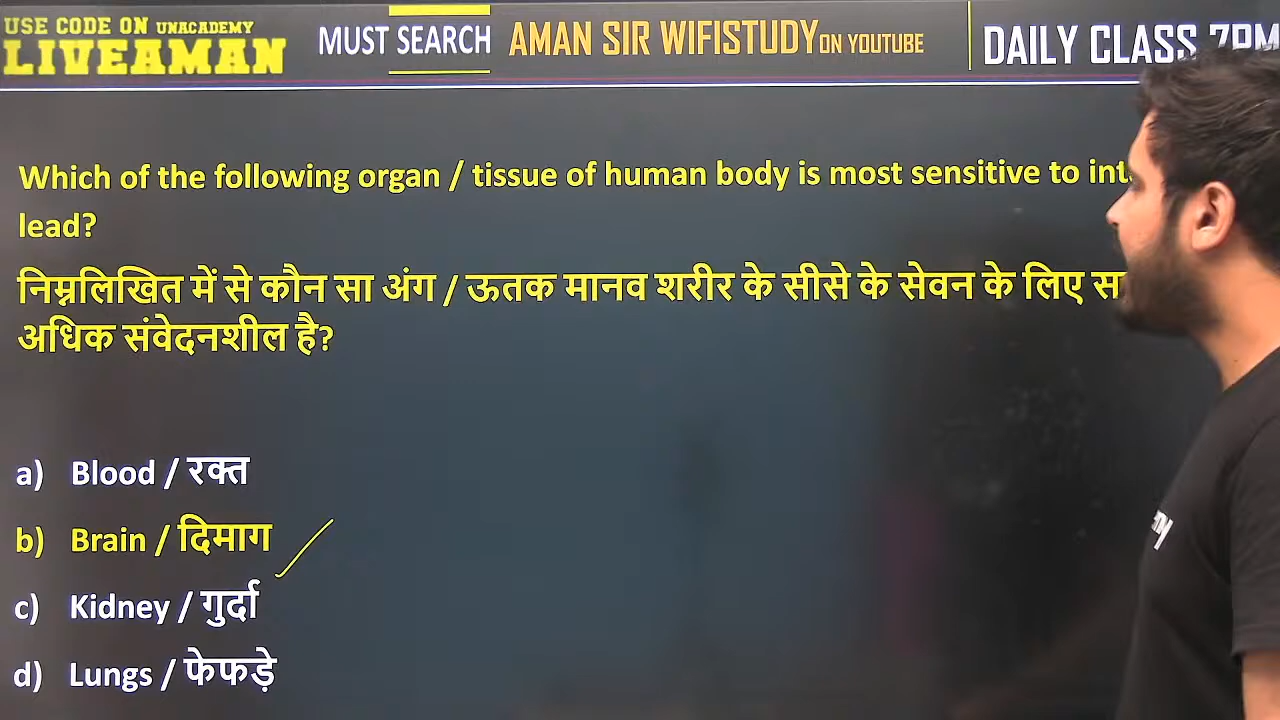 USE CODE ON UNACADEMY
LIVEAMAN
MUST SEARCH AMAN SIR WIFISTUDY ON YOUTUBE
DAILY CLASS 7PM
Which of the following organ / tissue of human body is most sensitive to
lead?
निम्नलिखित में से कौन सा अंग / ऊतक मानव शरीर के सीसे के सेवन के लिए
अधिक संवेदनशील है?
a) Blood / रक्त
b) Brain / दिमाग
c) Kidney / गुर्दा
d) Lungs / फेफड़े